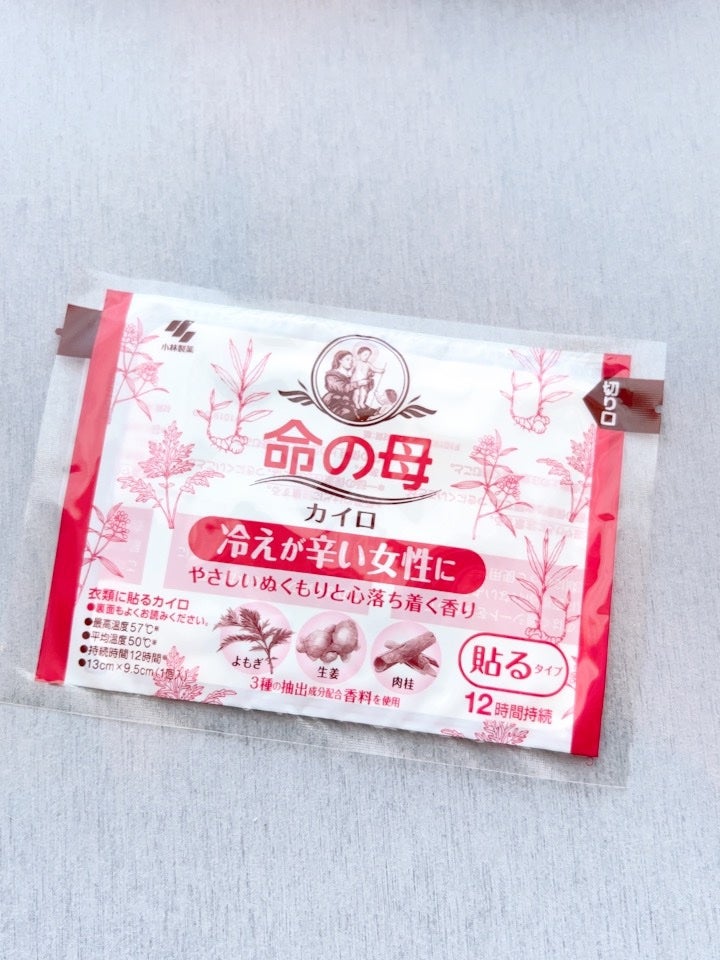 小林製薬
切り口
命の母
カイロ
冷えが辛い女性に
やさしいぬくもりと心落ち着く香り
衣類に貼るカイロ
●裏面もよくお読みください。
●最高温度57℃※
●平均温度50℃※
●持続時間12時間※
●13cm×9.5cm(1個入)
よもぎ
生姜
肉桂
3種の抽出成分配合香料を使用
貼るタイプ
12時間持続